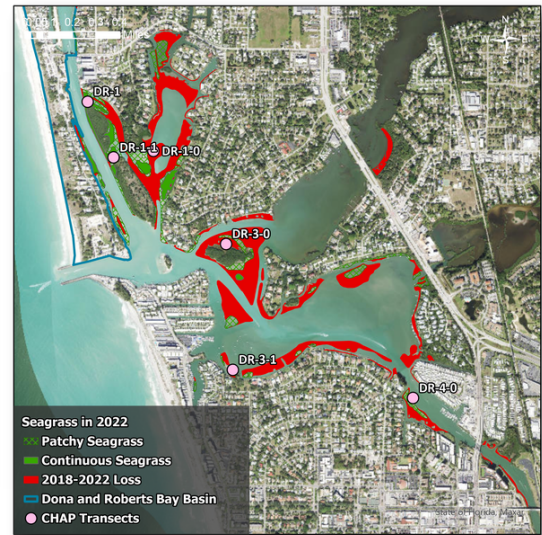 N
W
E
S
DR-1
DR-1-1
DR-1-0
DR-3-0
DR-3-1
DR-4-0
Seagrass in 2022
Patchy Seagrass
Continuous Seagrass
2018-2022 Loss
Dona and Roberts Bay Basin
CHAP Transects
State of Florida, Maxar